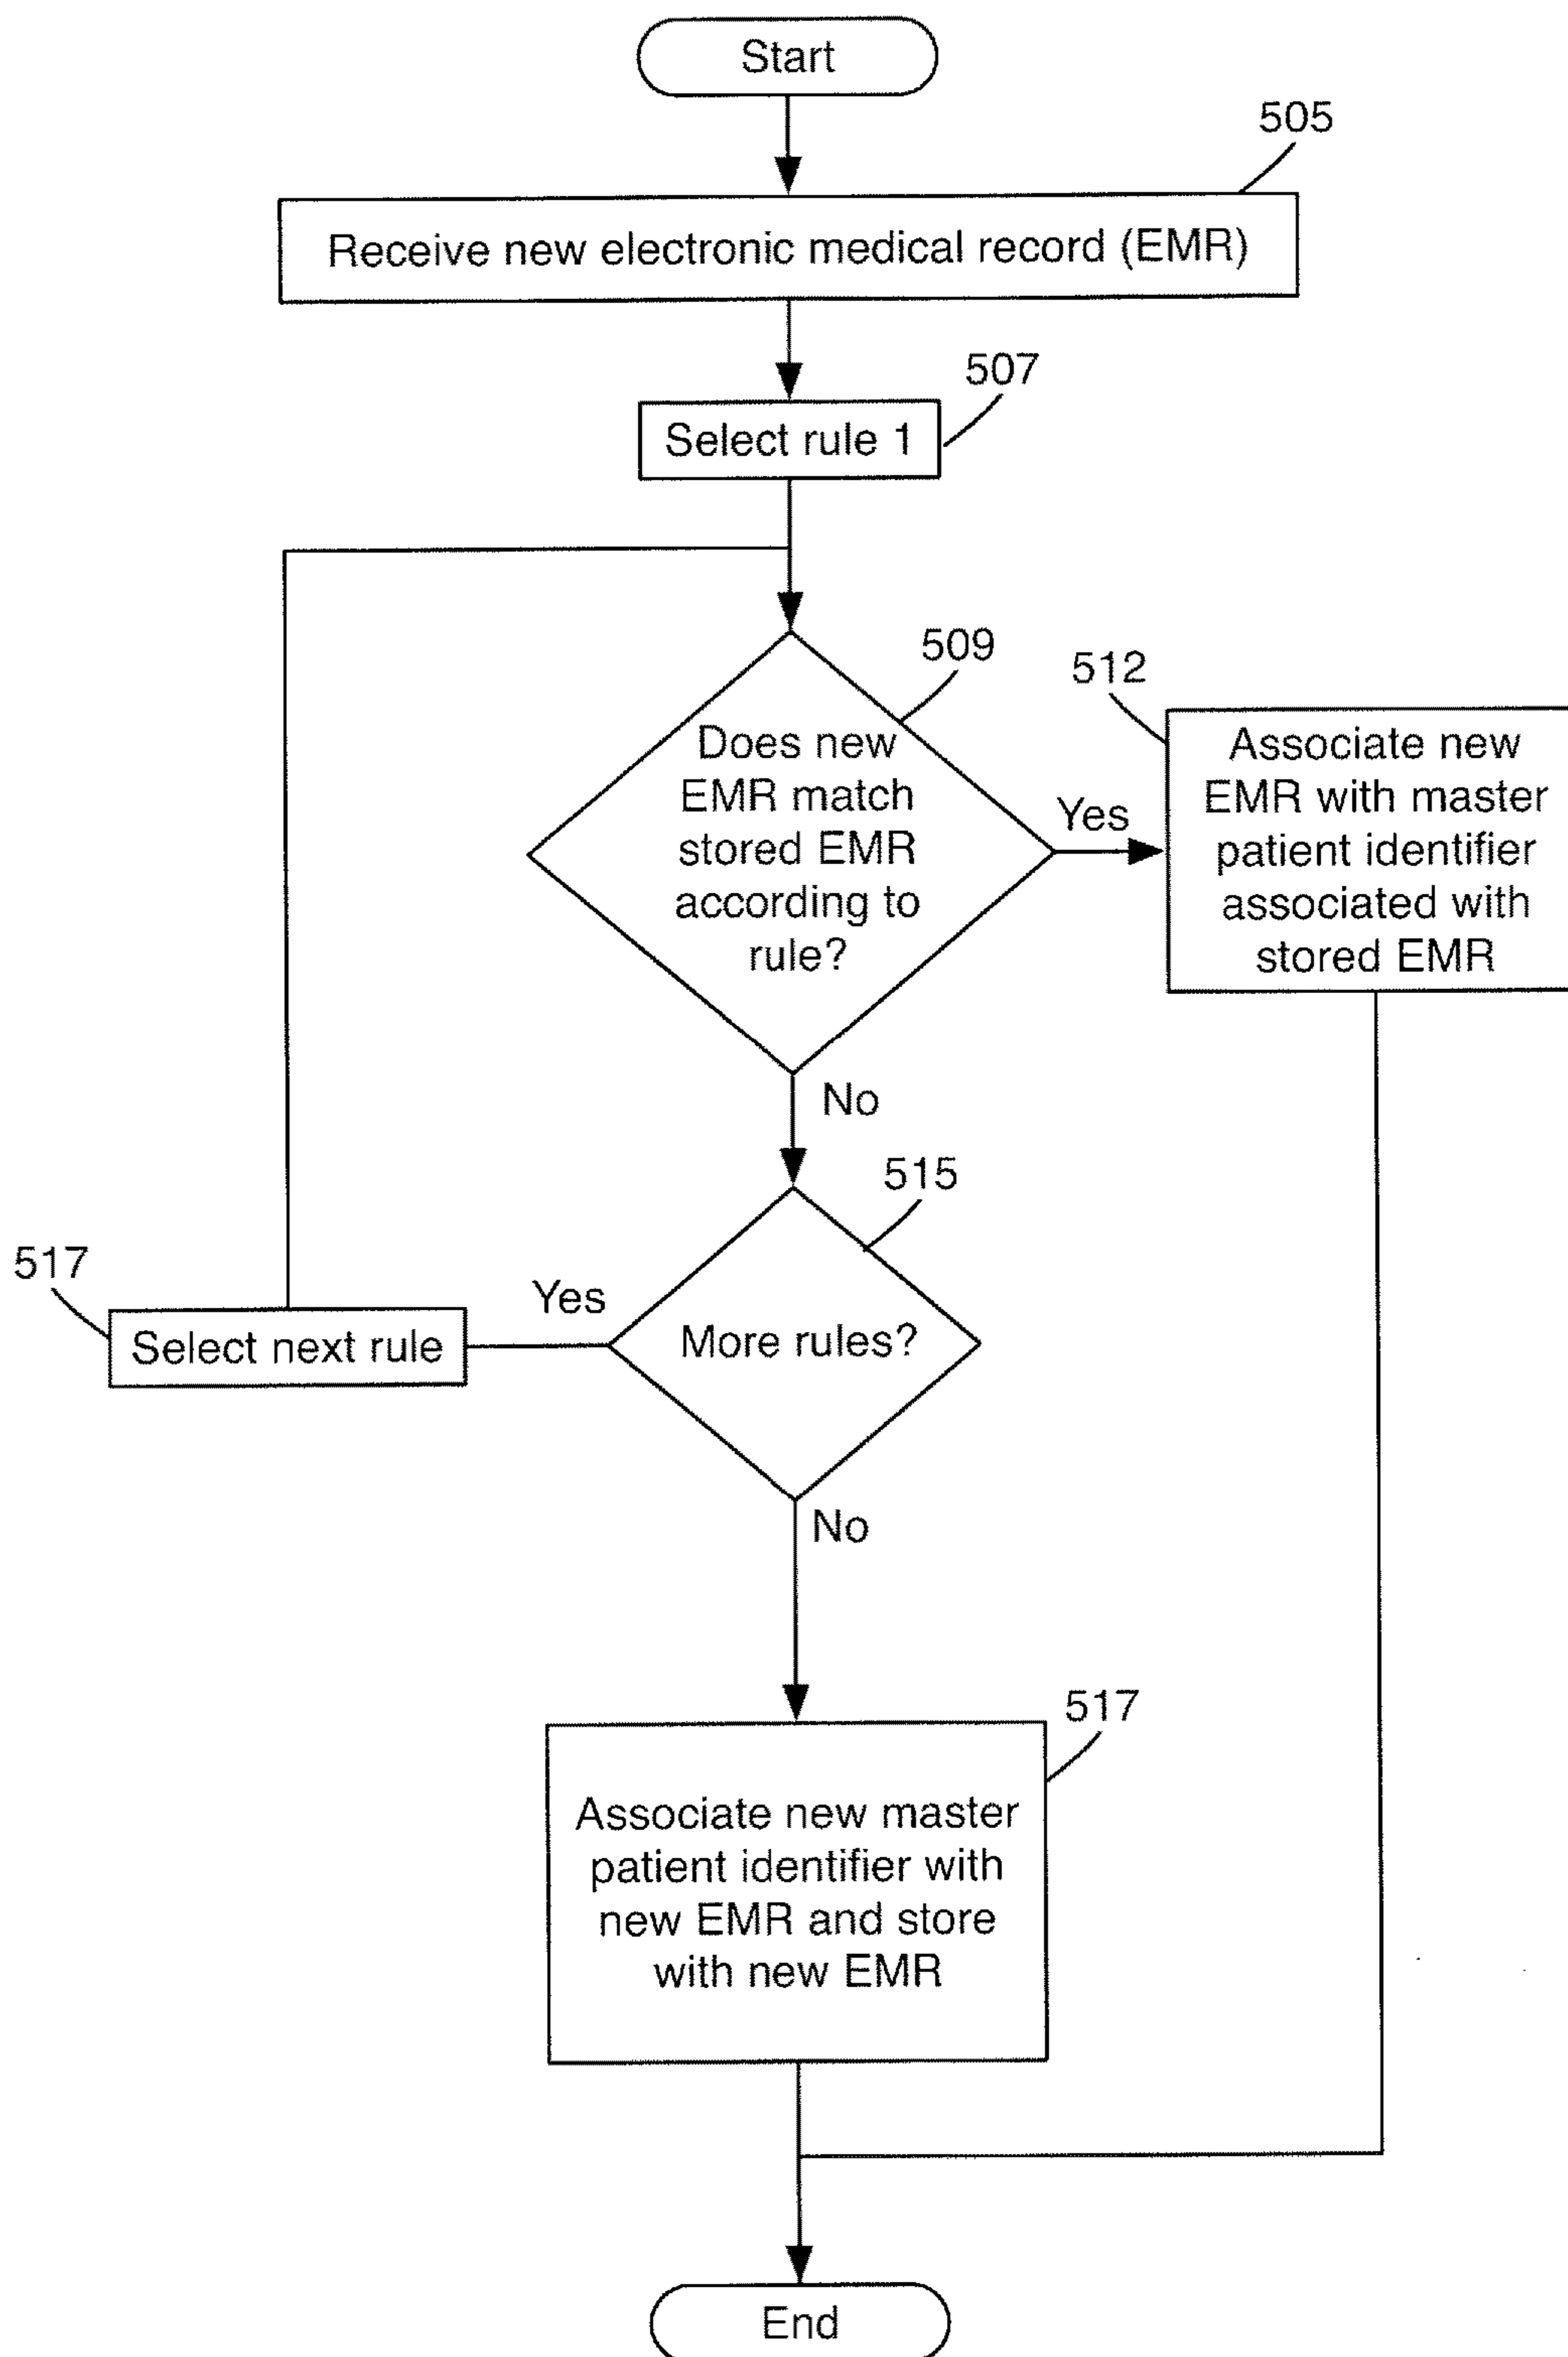 Start
505
Receive new electronic medical record (EMR)
507
Select rule 1
509
Does new
EMR match
stored EMR
according to
rule?
Yes
512
Associate new
EMR with master
patient identifier
associated with
stored EMR
No
515
More rules?
Yes
517
Select next rule
No
517
Associate new master
patient identifier with
new EMR and store
with new EMR
End